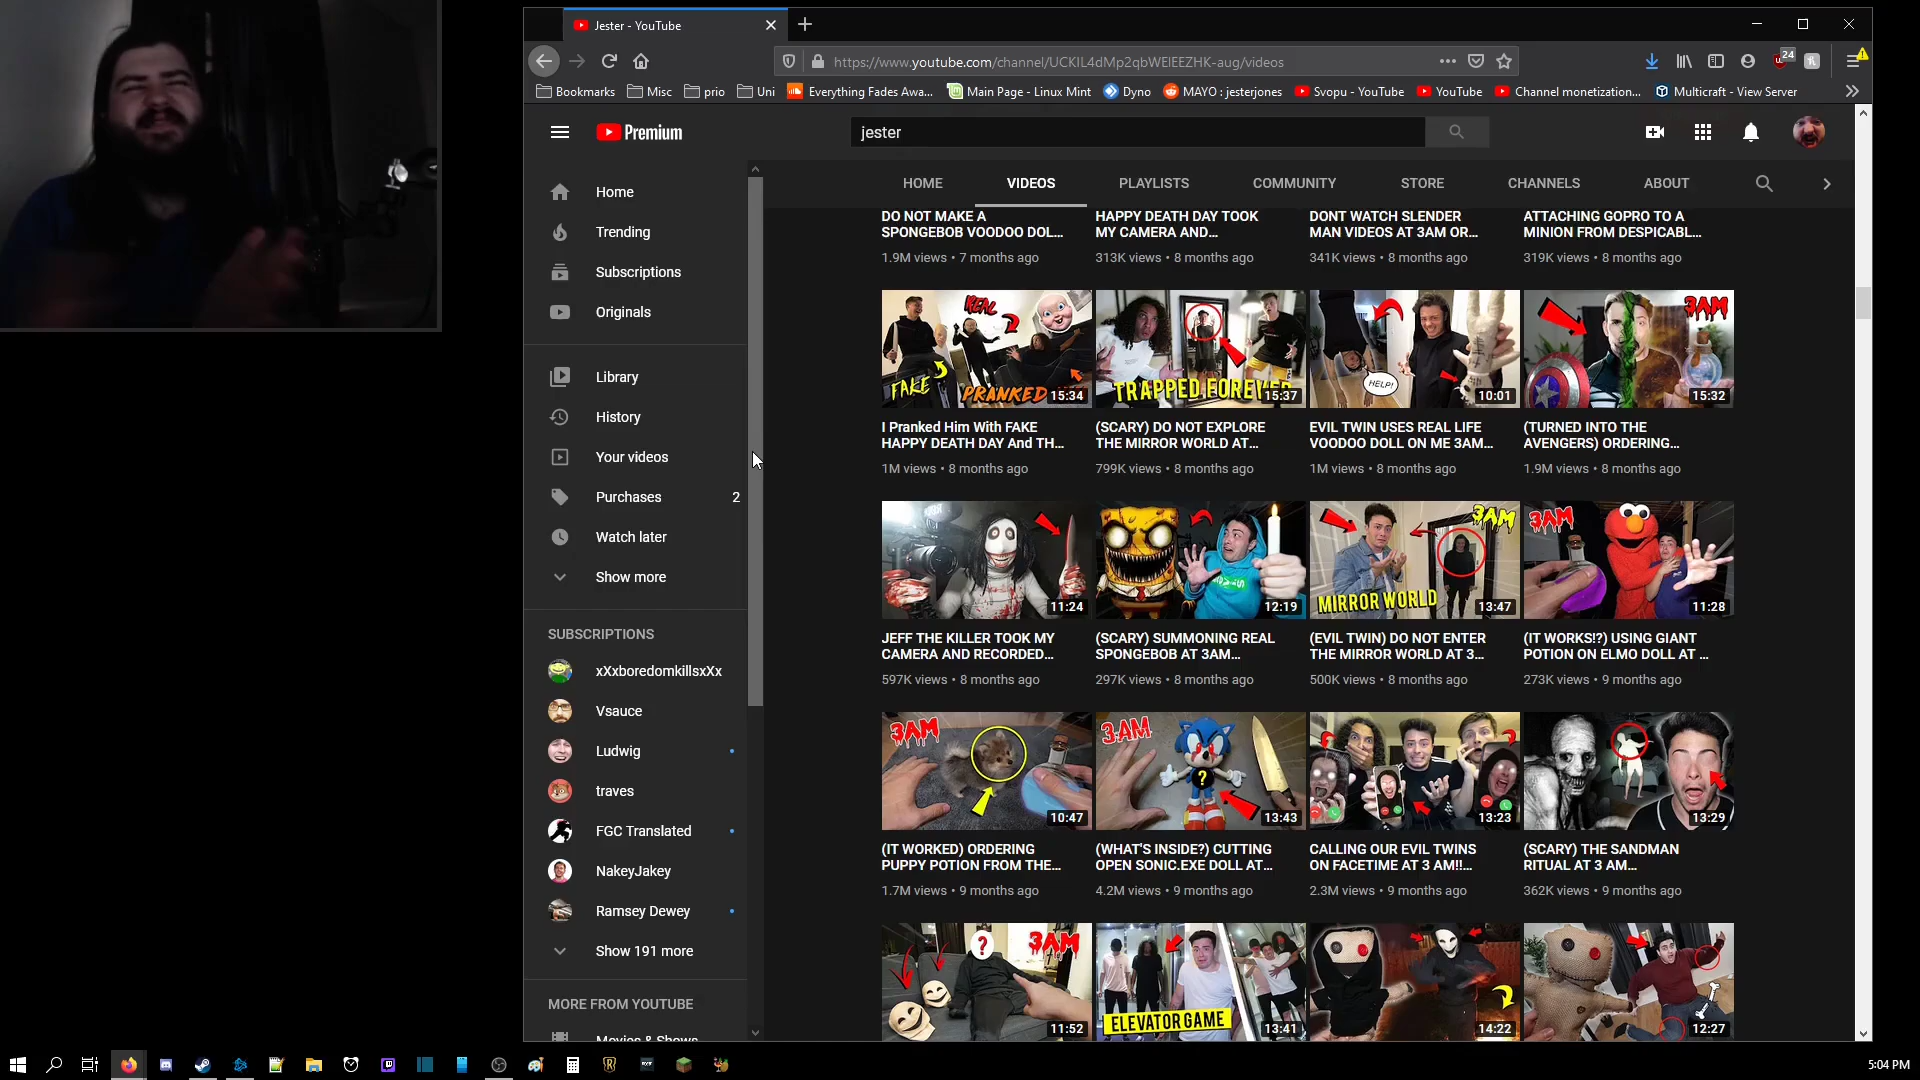 Jester - YouTube
https://www.youtube.com/channel/UCKIL4dMp2qbWEIEEZHK-aug/videos
24
Bookmarks
Misc
prio
Uni
Everything Fades Awa...
Main Page - Linux Mint
Dyno
MAYO : jesterjones
Svopu - YouTube
YouTube
Channel monetization...
Multicraft - View Server
Premium
jester
Home
Trending
Subscriptions
Originals
Library
History
Your videos
Purchases 2
Watch later
Show more
SUBSCRIPTIONS
xXxboredomkillsxXx
Vsauce
Ludwig
traves
FGC Translated
NakeyJakey
Ramsey Dewey
Show 191 more
MORE FROM YOUTUBE
Movies & Shows
HOME VIDEOS PLAYLISTS COMMUNITY STORE CHANNELS ABOUT
DO NOT MAKE A
SPONGEBOB VOODOO DOL...
1.9M views • 7 months ago
HAPPY DEATH DAY TOOK
MY CAMERA AND...
313K views • 8 months ago
DONT WATCH SLENDER
MAN VIDEOS AT 3AM OR...
341K views • 8 months ago
ATTACHING GOPRO TO A
MINION FROM DESPICABL...
319K views • 8 months ago
REAL
FAKE
PRANKED
15:34
I Pranked Him With FAKE
HAPPY DEATH DAY And TH...
1M views • 8 months ago
TRAPPED FOREVER
15:37
(SCARY) DO NOT EXPLORE
THE MIRROR WORLD AT...
799K views • 8 months ago
HELP!
10:01
EVIL TWIN USES REAL LIFE
VOODOO DOLL ON ME 3AM...
1M views • 8 months ago
3AM
15:32
(TURNED INTO THE
AVENGERS) ORDERING...
1.9M views • 8 months ago
11:24
JEFF THE KILLER TOOK MY
CAMERA AND RECORDED...
597K views • 8 months ago
12:19
(SCARY) SUMMONING REAL
SPONGEBOB AT 3AM...
297K views • 8 months ago
3AM
MIRROR WORLD
13:47
(EVIL TWIN) DO NOT ENTER
THE MIRROR WORLD AT 3...
500K views • 8 months ago
3AM
11:28
(IT WORKS!?) USING GIANT
POTION ON ELMO DOLL AT ...
273K views • 9 months ago
3AM
10:47
(IT WORKED) ORDERING
PUPPY POTION FROM THE...
1.7M views • 9 months ago
3AM
?
13:43
(WHAT'S INSIDE?) CUTTING
OPEN SONIC.EXE DOLL AT...
4.2M views • 9 months ago
13:23
CALLING OUR EVIL TWINS
ON FACETIME AT 3 AM!!...
2.3M views • 9 months ago
13:29
(SCARY) THE SANDMAN
RITUAL AT 3 AM...
362K views • 9 months ago
?
3AM
11:52
ELEVATOR GAME
13:41
14:22
12:27
5:04 PM